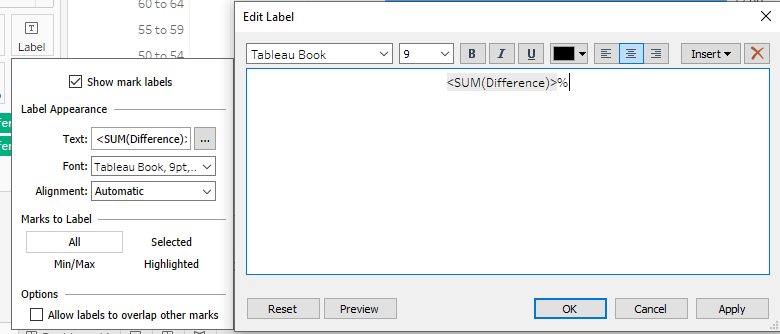 60 to 64
55 to 59
50 to 54
Label
Show mark labels
Label Appearance
Text: <SUM(Difference)> ...
Font: Tableau Book, 9pt,...
Alignment: Automatic
Marks to Label
All Selected
Min/Max Highlighted
Options
Allow labels to overlap other marks
Edit Label
Tableau Book 9 B I U Insert
<SUM(Difference)>%
Reset Preview OK Cancel Apply